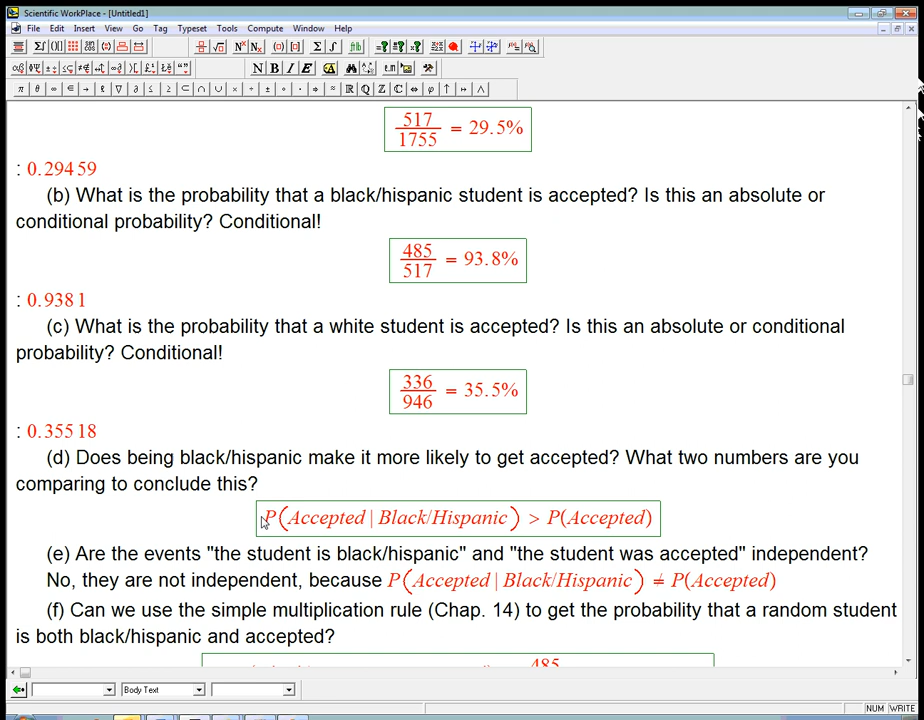 Scientific WorkPlace - [Untitled1]
File Edit Insert View Go Tag Typeset Tools Compute Window Help
517
1755 = 29.5%
: 0.29459
(b) What is the probability that a black/hispanic student is accepted? Is this an absolute or
conditional probability? Conditional!
485
517 = 93.8%
: 0.9381
(c) What is the probability that a white student is accepted? Is this an absolute or conditional
probability? Conditional!
336
946 = 35.5%
: 0.35518
(d) Does being black/hispanic make it more likely to get accepted? What two numbers are you
comparing to conclude this?
P(Accepted | Black/Hispanic) > P(Accepted)
(e) Are the events "the student is black/hispanic" and "the student was accepted" independent?
No, they are not independent, because P(Accepted | Black/Hispanic) ≠ P(Accepted)
(f) Can we use the simple multiplication rule (Chap. 14) to get the probability that a random student
is both black/hispanic and accepted?
485
Body Text
NUM WRITE